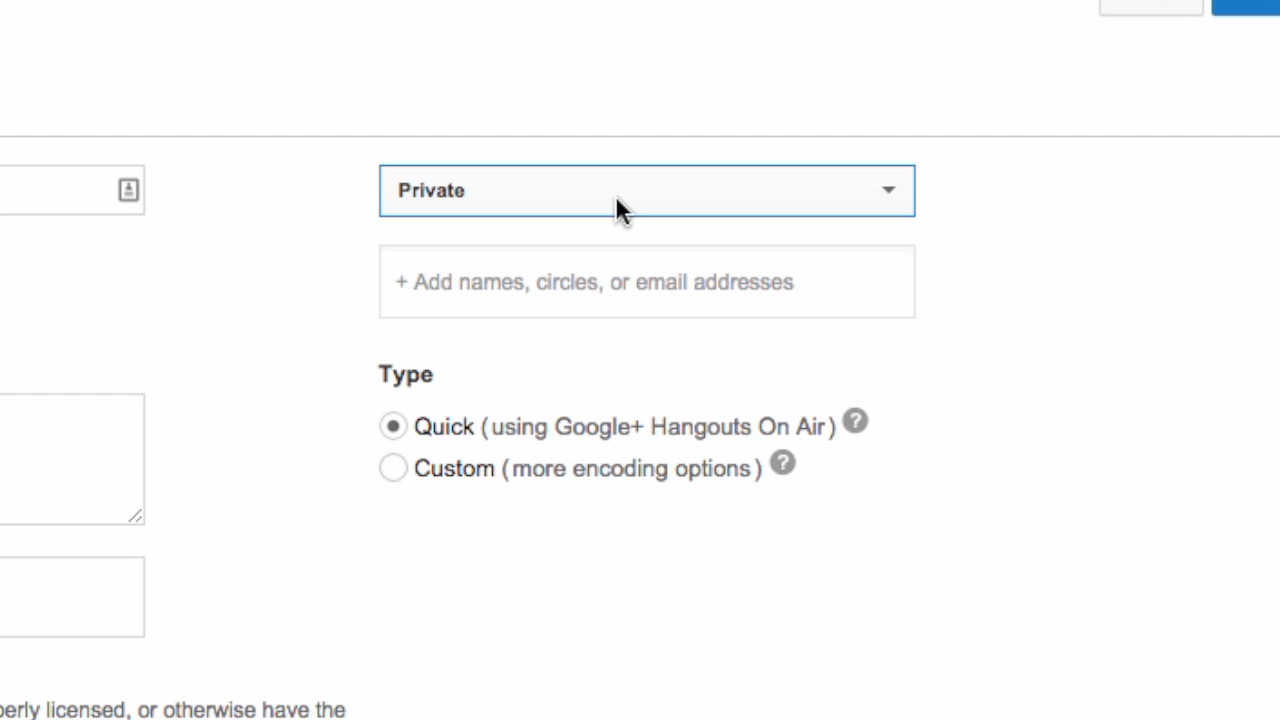 Private
+ Add names, circles, or email addresses
Type
Quick (using Google+ Hangouts On Air) ?
Custom (more encoding options) ?
licensed, or otherwise have the